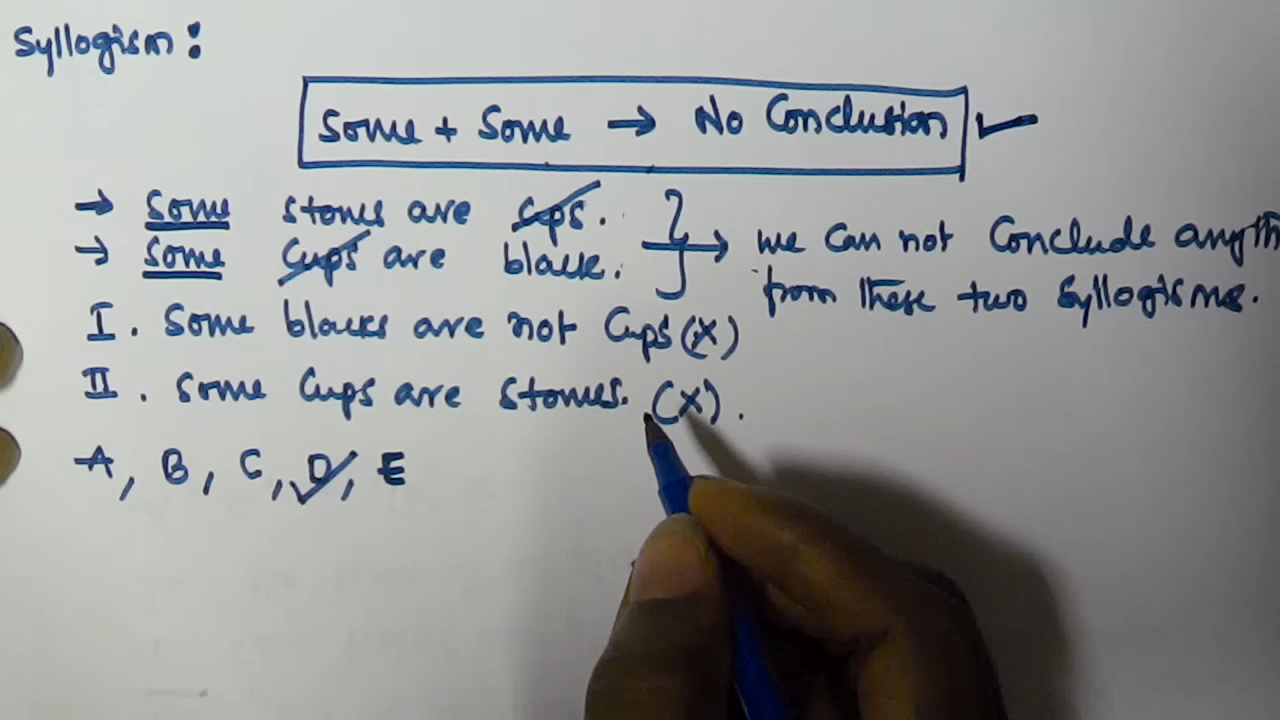 Syllogism:
Some + Some → No Conclusion ✓
→ Some stones are cups.
→ Some Cups are black.
} → we can not Conclude anyth
from these two Syllogisms.
I. Some blacks are not Cups (X)
II. Some Cups are Stones. (X).
A, B, C, D, E